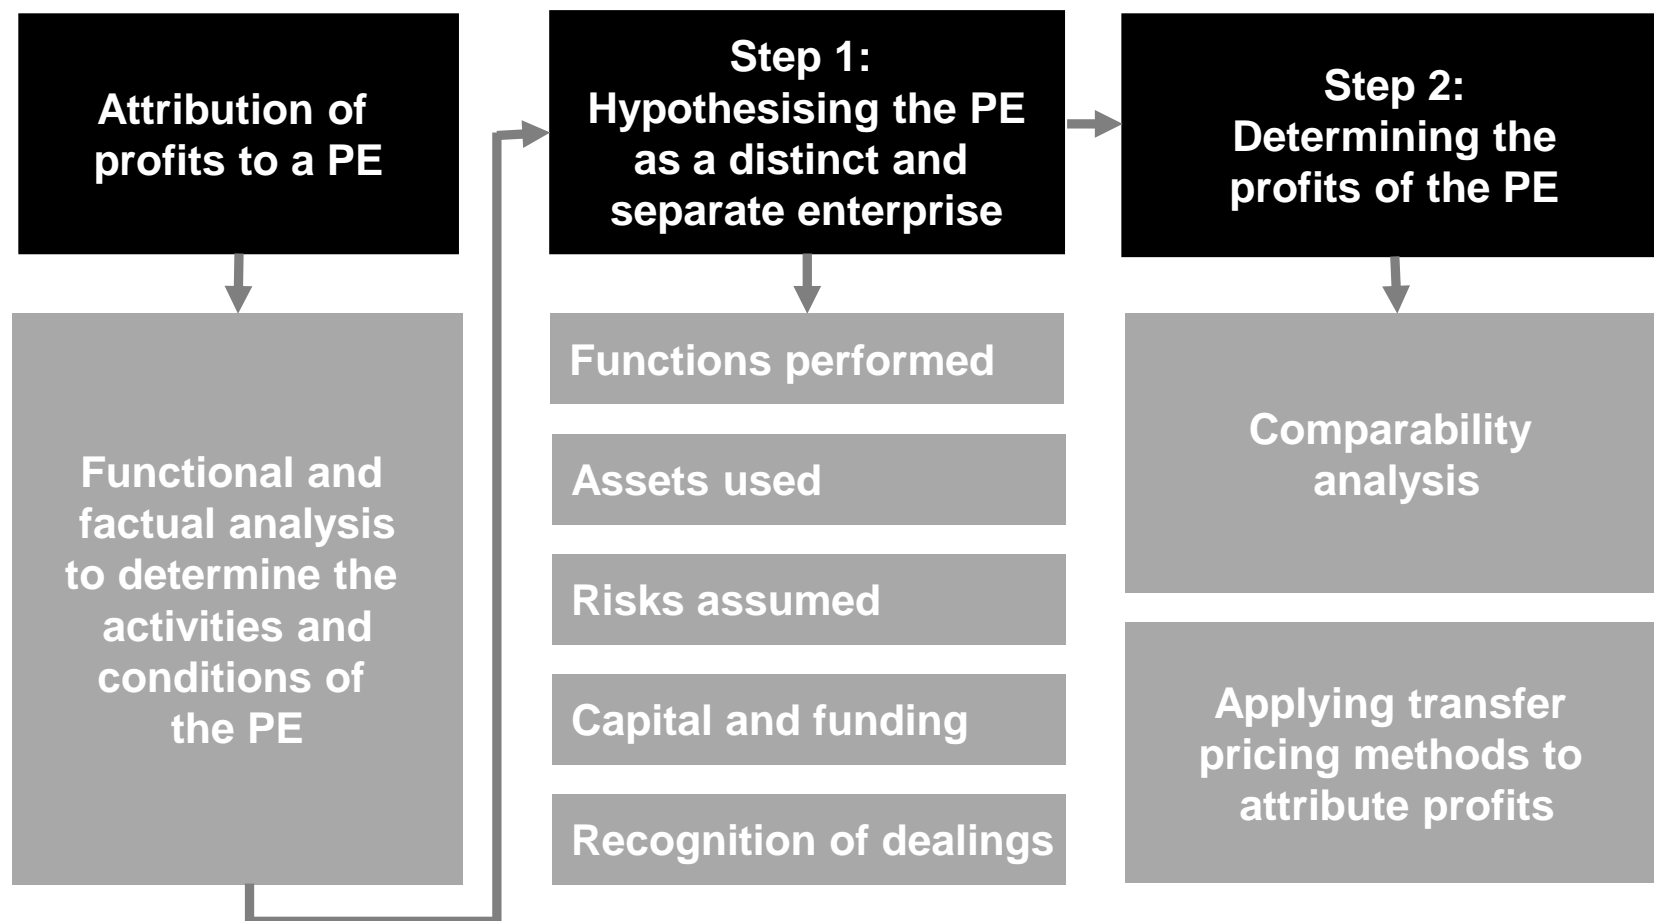 Attribution of
profits to a PE
Functional and
factual analysis
to determine the
activities and
conditions of
the PE
Step 1:
Hypothesising the PE
as a distinct and
separate enterprise
Functions performed
Assets used
Risks assumed
Capital and funding
Recognition of dealings
Step 2:
Determining the
profits of the PE
Comparability
analysis
Applying transfer
pricing methods to
attribute profits